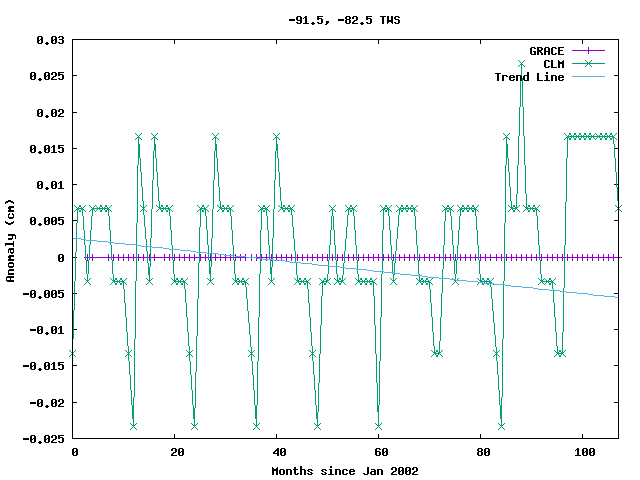 -91.5, -82.5 TWS
GRACE
CLM
Trend Line
0.03
0.025
0.02
0.015
0.01
0.005
0
-0.005
-0.01
-0.015
-0.02
-0.025
Anomaly (cm)
0 20 40 60 80 100
Months since Jan 2002